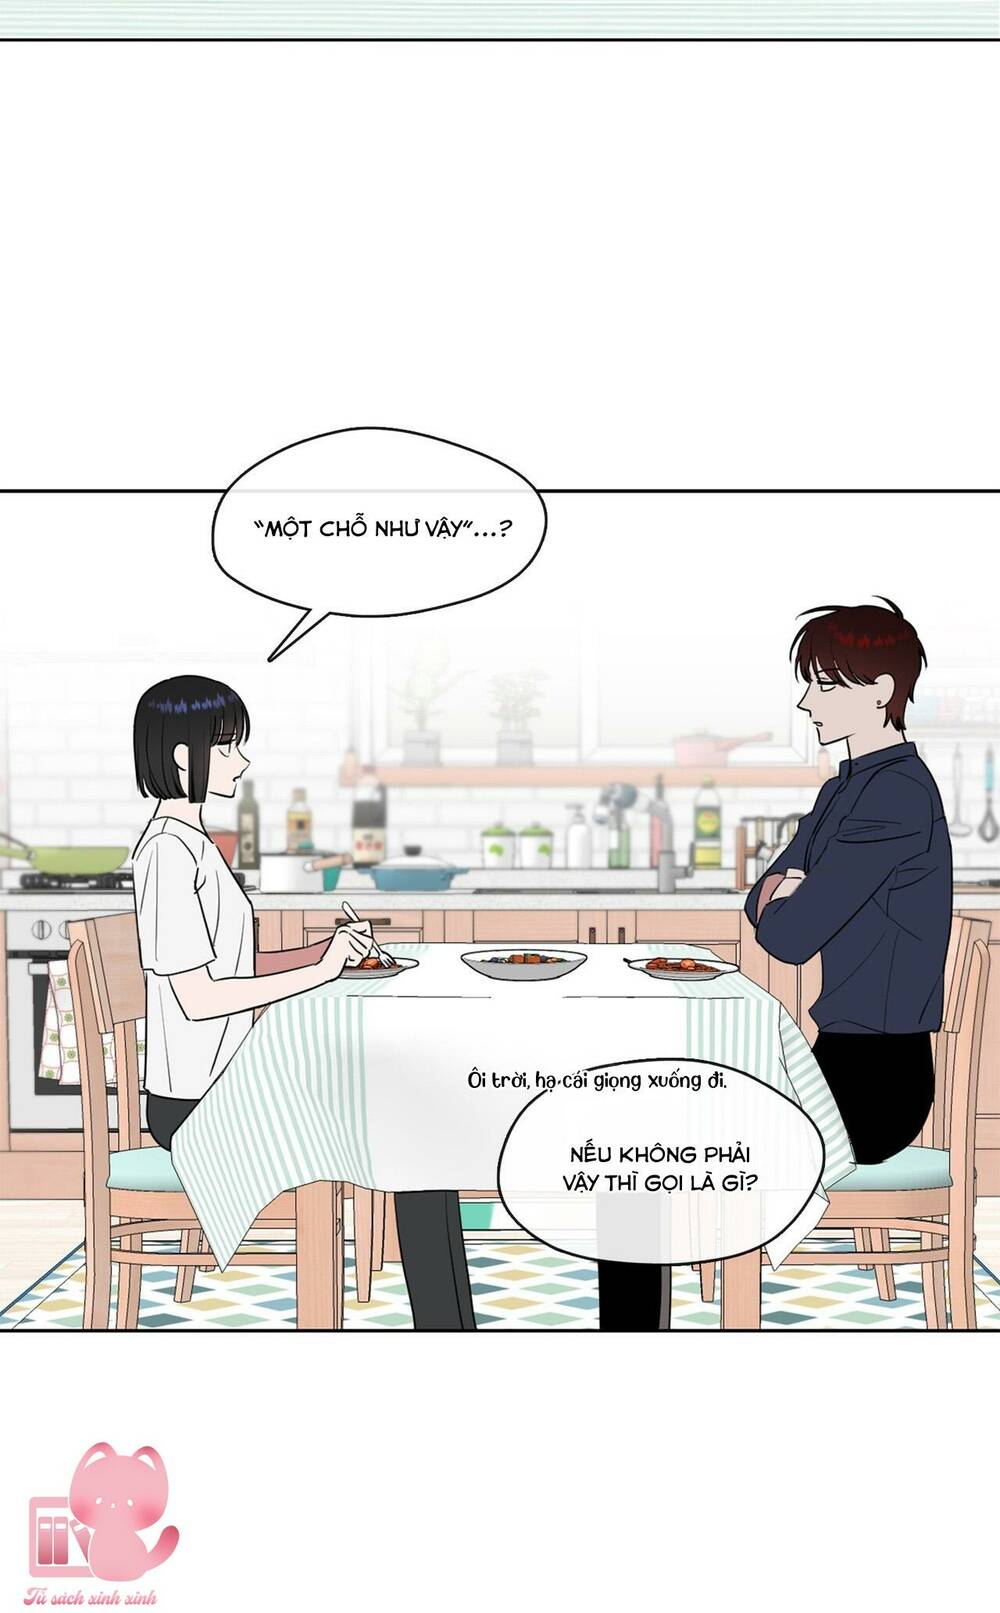 “MỘT CHỖ NHƯ VẬY”...?
Ôi trời, hạ cái giọng xuống đi.
NẾU KHÔNG PHẢI
VẬY THÌ GỌI LÀ GÌ?
Tủ sách xinh xinh